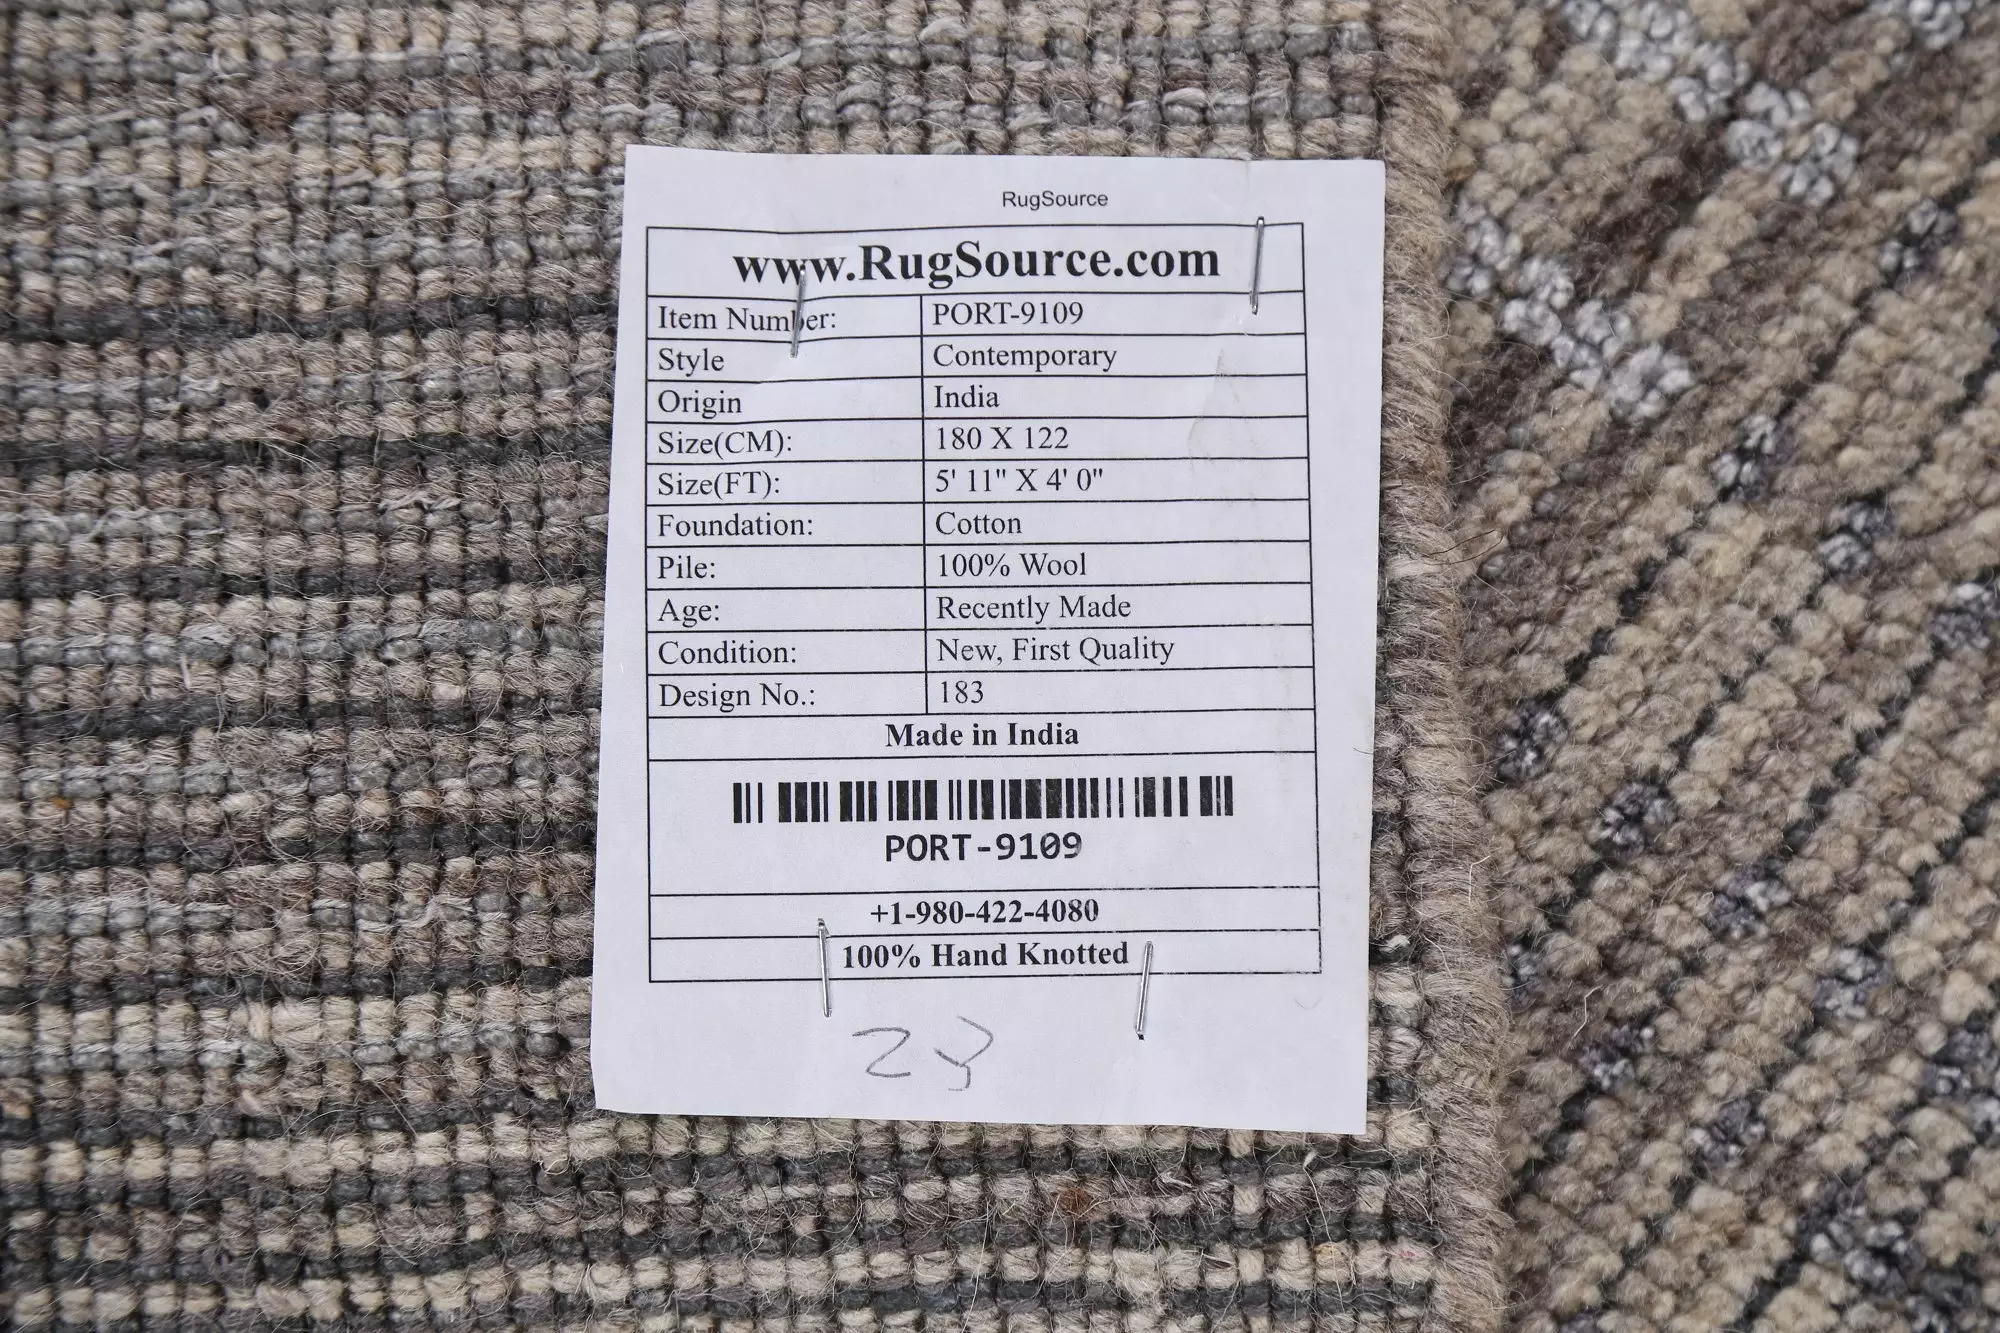 RugSource
www.RugSource.com
Item Number: PORT-9109
Style Contemporary
Origin India
Size(CM): 180 X 122
Size(FT): 5' 11" X 4' 0"
Foundation: Cotton
Pile: 100% Wool
Age: Recently Made
Condition: New, First Quality
Design No.: 183
Made in India
PORT-9109
+1-980-422-4080
100% Hand Knotted